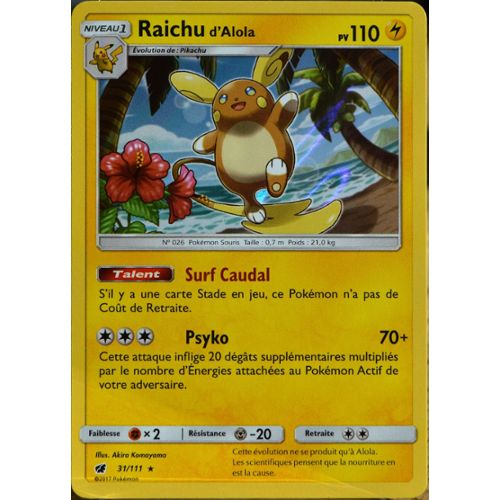 NIVEAU 1
Raichu d'Alola
PV 110
Évolution de : Pikachu
N° 026 Pokémon Souris Taille : 0,7 m Poids : 21,0 kg
Talent Surf Caudal
S'il y a une carte Stade en jeu, ce Pokémon n'a pas de
Coût de Retraite.
Psyko 70+
Cette attaque inflige 20 dégâts supplémentaires multipliés
par le nombre d'Énergies attachées au Pokémon Actif de
votre adversaire.
Faiblesse × 2 Résistance -20 Retraite
Illus. Akira Komayama
31/111 ★
©2017 Pokémon
Cette évolution ne se produit qu'à Alola.
Les scientifiques pensent que la nourriture en
est la cause.